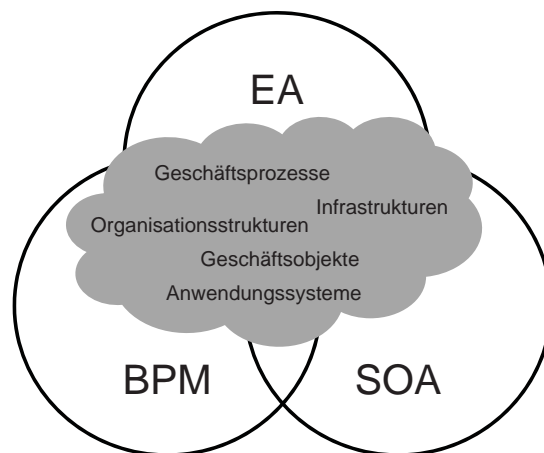 EA
Geschäftsprozesse
Infrastrukturen
Organisationsstrukturen
Geschäftsobjekte
Anwendungssysteme
BPM
SOA